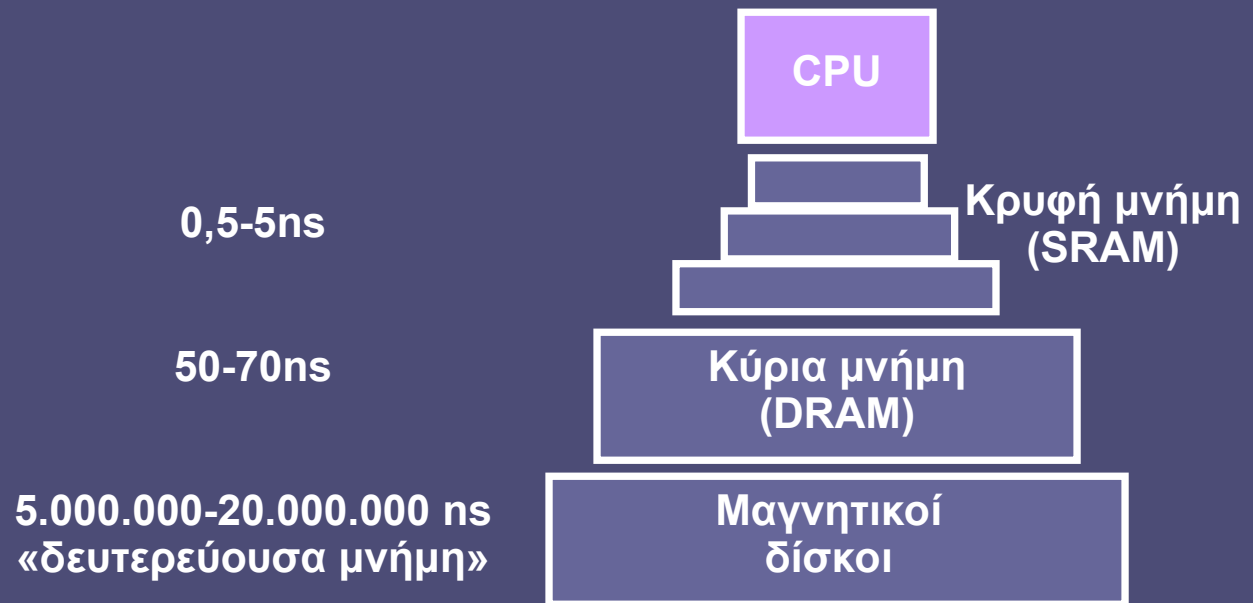 CPU
0,5-5ns
Κρυφή μνήμη
(SRAM)
50-70ns
Κύρια μνήμη
(DRAM)
5.000.000-20.000.000 ns
«δευτερεύουσα μνήμη»
Μαγνητικοί
δίσκοι